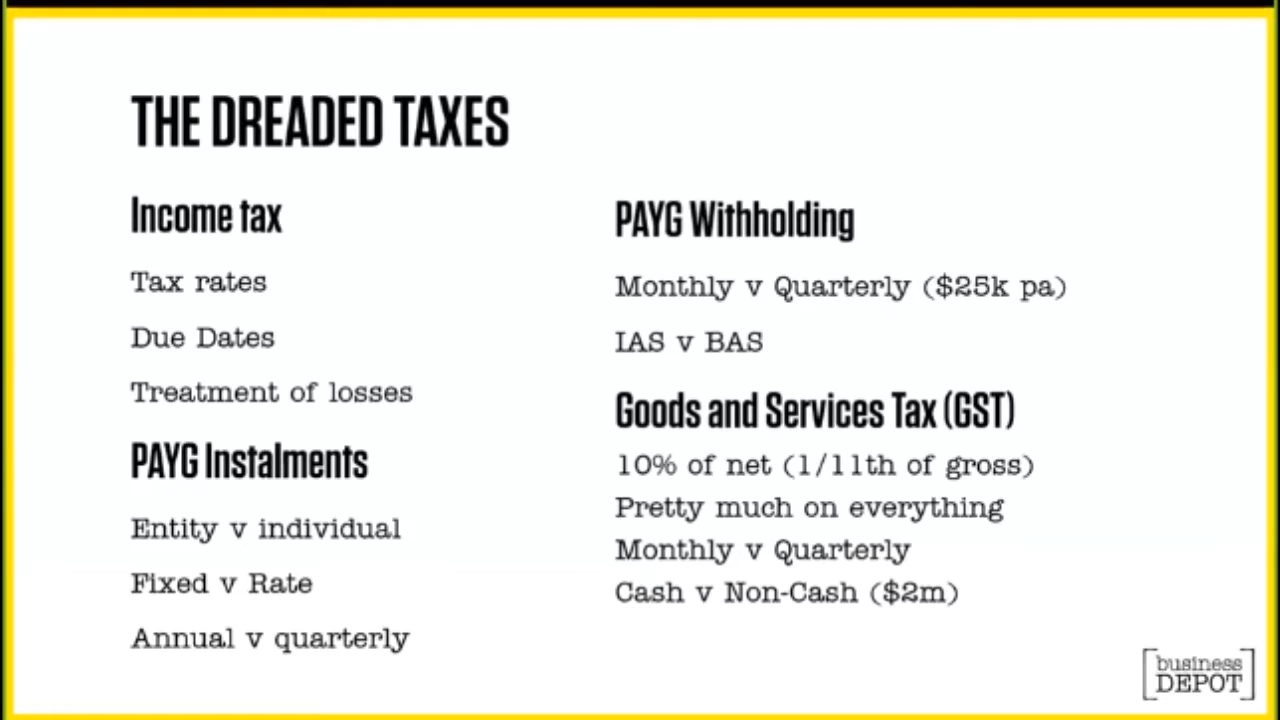 THE DREADED TAXES
Income tax
Tax rates
Due Dates
Treatment of losses
PAYG Instalments
Entity v individual
Fixed v Rate
Annual v quarterly
PAYG Withholding
Monthly v Quarterly ($25k pa)
IAS v BAS
Goods and Services Tax (GST)
10% of net (1/11th of gross)
Pretty much on everything
Monthly v Quarterly
Cash v Non-Cash ($2m)
business
DEPOT